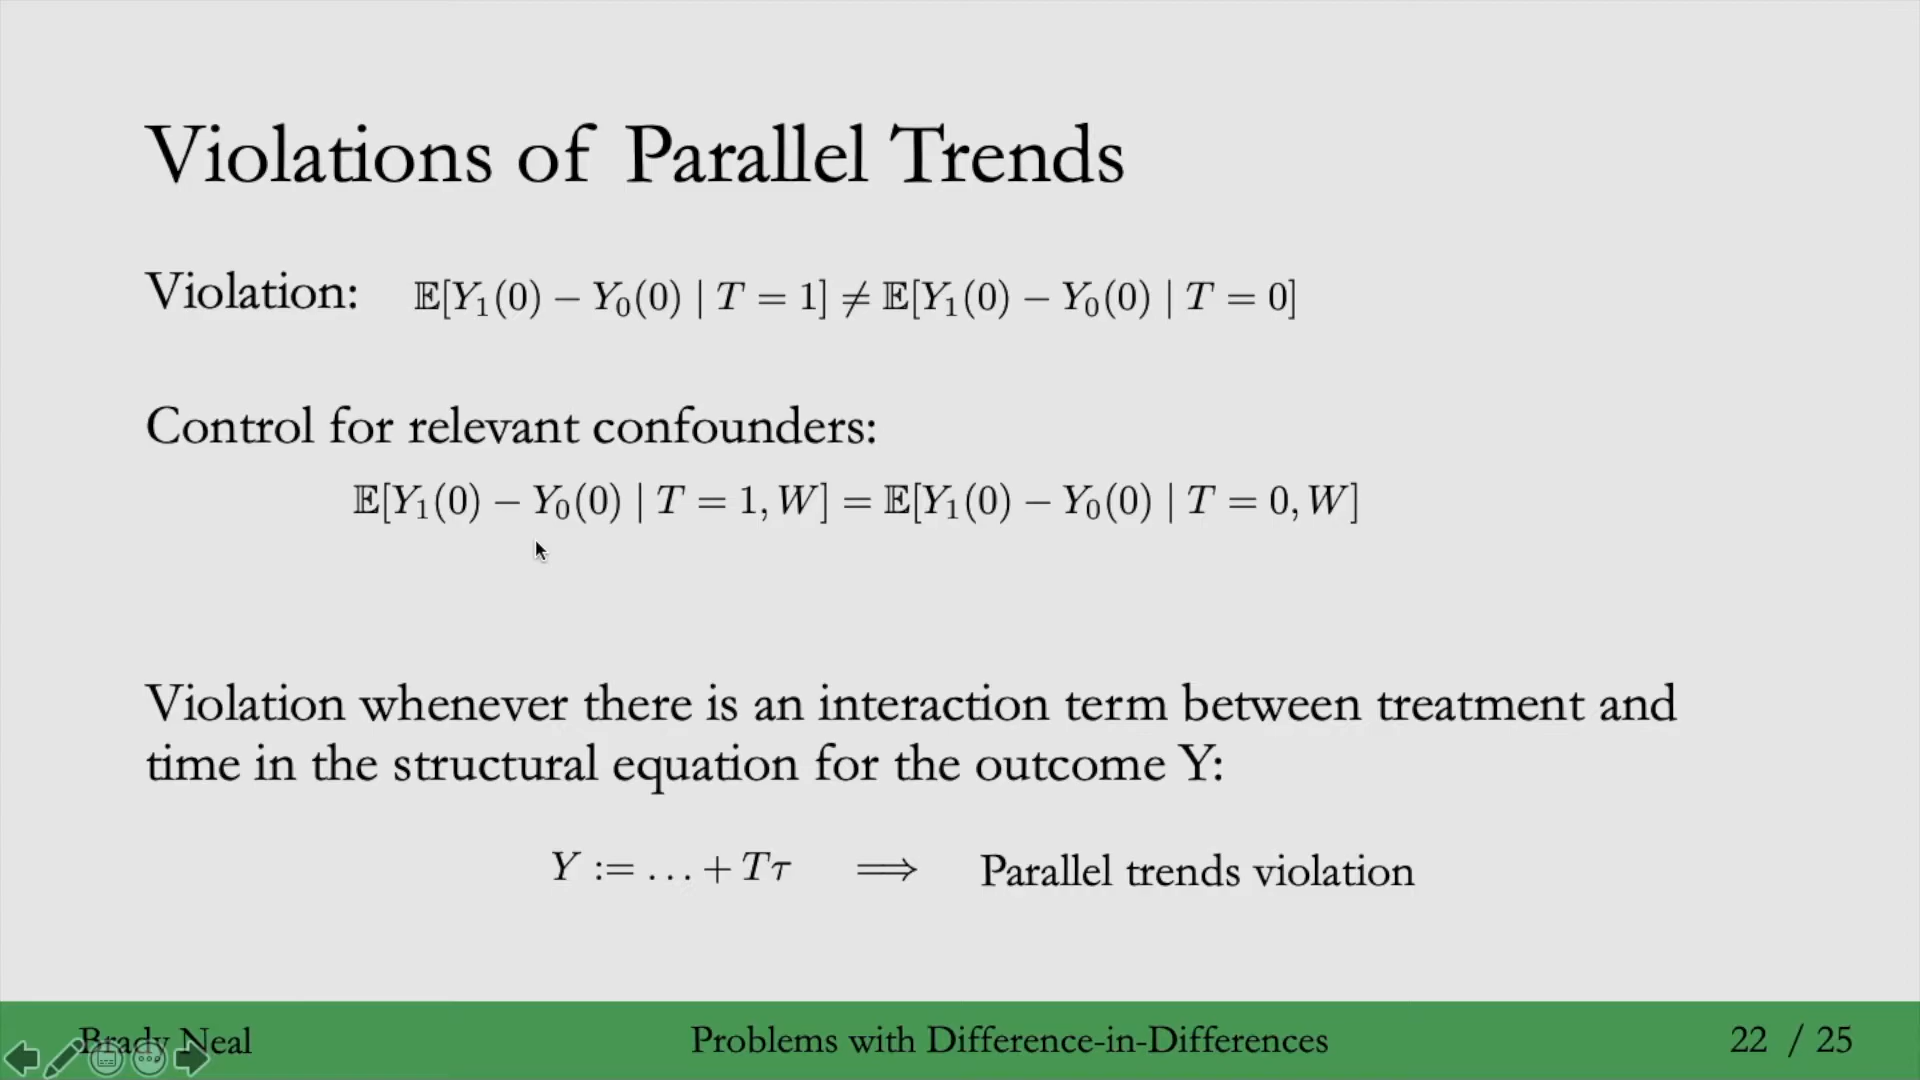 Violations of Parallel Trends
Violation: 𝔼[Y₁(0) − Y₀(0) | T = 1] ≠ 𝔼[Y₁(0) − Y₀(0) | T = 0]
Control for relevant confounders:
𝔼[Y₁(0) − Y₀(0) | T = 1, W] = 𝔼[Y₁(0) − Y₀(0) | T = 0, W]
Violation whenever there is an interaction term between treatment and
time in the structural equation for the outcome Y:
Y := … + Tτ ⟹ Parallel trends violation
Brady Neal Problems with Difference-in-Differences 22 / 25